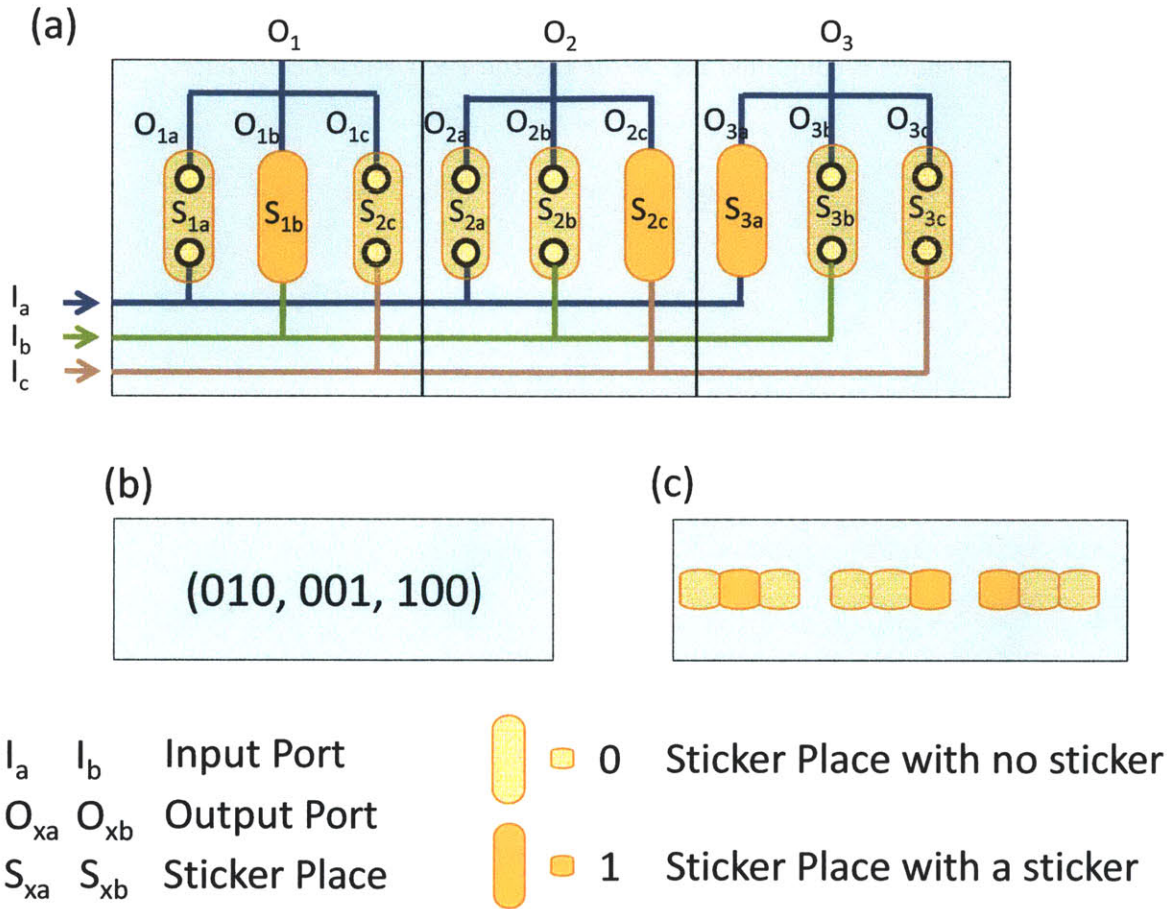 (a)
O1 O2 O3
O1a O1b O1c O2a O2b O2c O3a O3b O3c
S1a S1b S2c S2a S2b S2c S3a S3b S3c
Ia
Ib
Ic
(b) (c)
(010, 001, 100)
Ia Ib Input Port
Oxa Oxb Output Port
Sxa Sxb Sticker Place
0 Sticker Place with no sticker
1 Sticker Place with a sticker